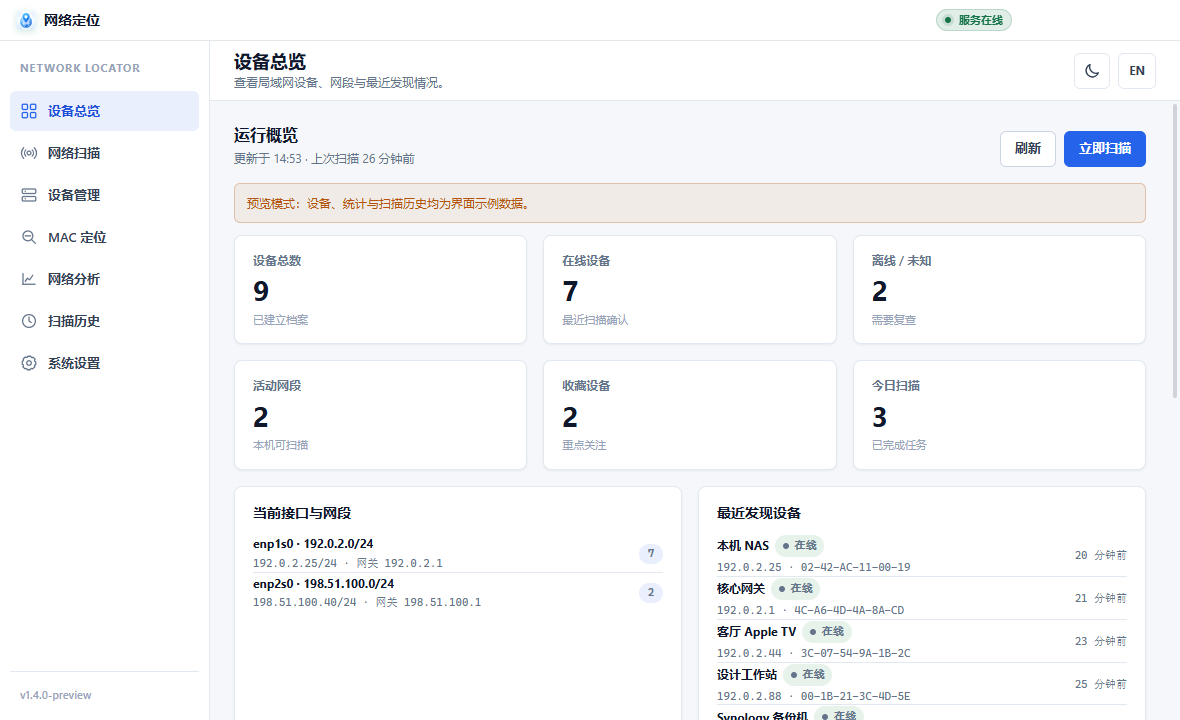 网络定位
服务在线
NETWORK LOCATOR
设备总览
网络扫描
设备管理
MAC 定位
网络分析
扫描历史
系统设置
v1.4.0-preview
设备总览
查看局域网设备、网段与最近发现情况。
EN
运行概览
更新于 14:53 · 上次扫描 26 分钟前
刷新
立即扫描
预览模式：设备、统计与扫描历史均为界面示例数据。
设备总数
9
已建立档案
在线设备
7
最近扫描确认
离线 / 未知
2
需要复查
活动网段
2
本机可扫描
收藏设备
2
重点关注
今日扫描
3
已完成任务
当前接口与网段
enp1s0 · 192.0.2.0/24
192.0.2.25/24 · 网关 192.0.2.1
7
enp2s0 · 198.51.100.0/24
198.51.100.40/24 · 网关 198.51.100.1
2
最近发现设备
本机 NAS 在线
192.0.2.25 · 02-42-AC-11-00-19
20 分钟前
核心网关 在线
192.0.2.1 · 4C-A6-4D-4A-8A-CD
21 分钟前
客厅 Apple TV 在线
192.0.2.44 · 3C-07-54-9A-1B-2C
23 分钟前
设计工作站 在线
192.0.2.88 · 00-1B-21-3C-4D-5E
25 分钟前
Synology 备份机 在线